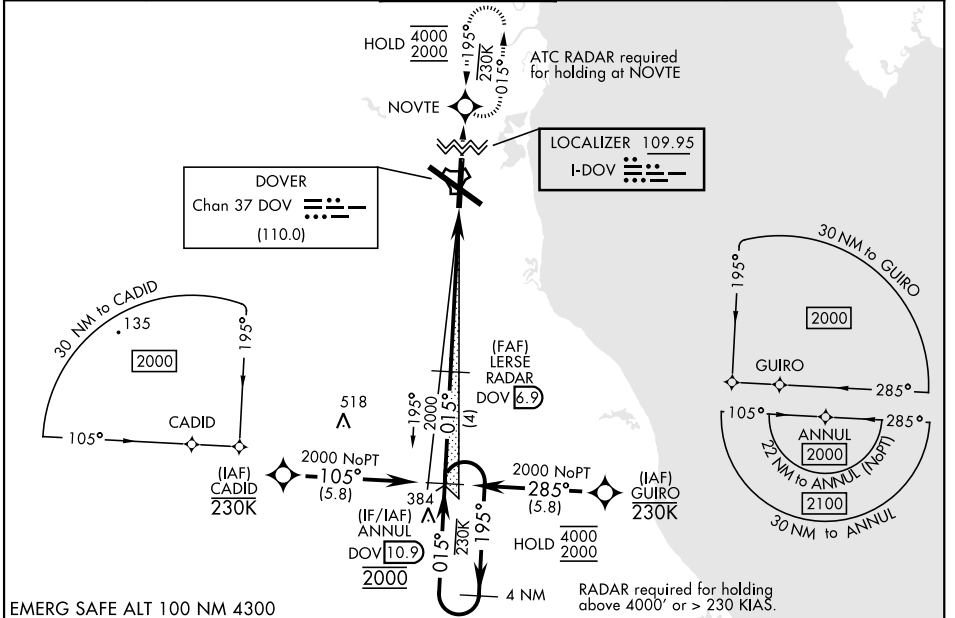 HOLD 4000
2000
195°
230K
015°
ATC RADAR required
for holding at NOVTE
NOVTE
LOCALIZER 109.95
I-DOV
DOVER
Chan 37 DOV
(110.0)
30 NM to CADID
135
2000
195°
105°
CADID
30 NM to GUIRO
195°
2000
GUIRO
285°
105°
285°
ANNUL
2000
22 NM to ANNUL (NoPT)
2100
30 NM to ANNUL
(FAF)
LERSE
RADAR
DOV 6.9
195°
2000
015°
(4)
518
(IAF)
CADID
230K
2000 NoPT
105°
(5.8)
384
2000 NoPT
285°
(5.8)
(IAF)
GUIRO
230K
(IF/IAF)
ANNUL
DOV 10.9
2000
015°
230K
195°
HOLD 4000
2000
4 NM
RADAR required for holding
above 4000' or > 230 KIAS.
EMERG SAFE ALT 100 NM 4300